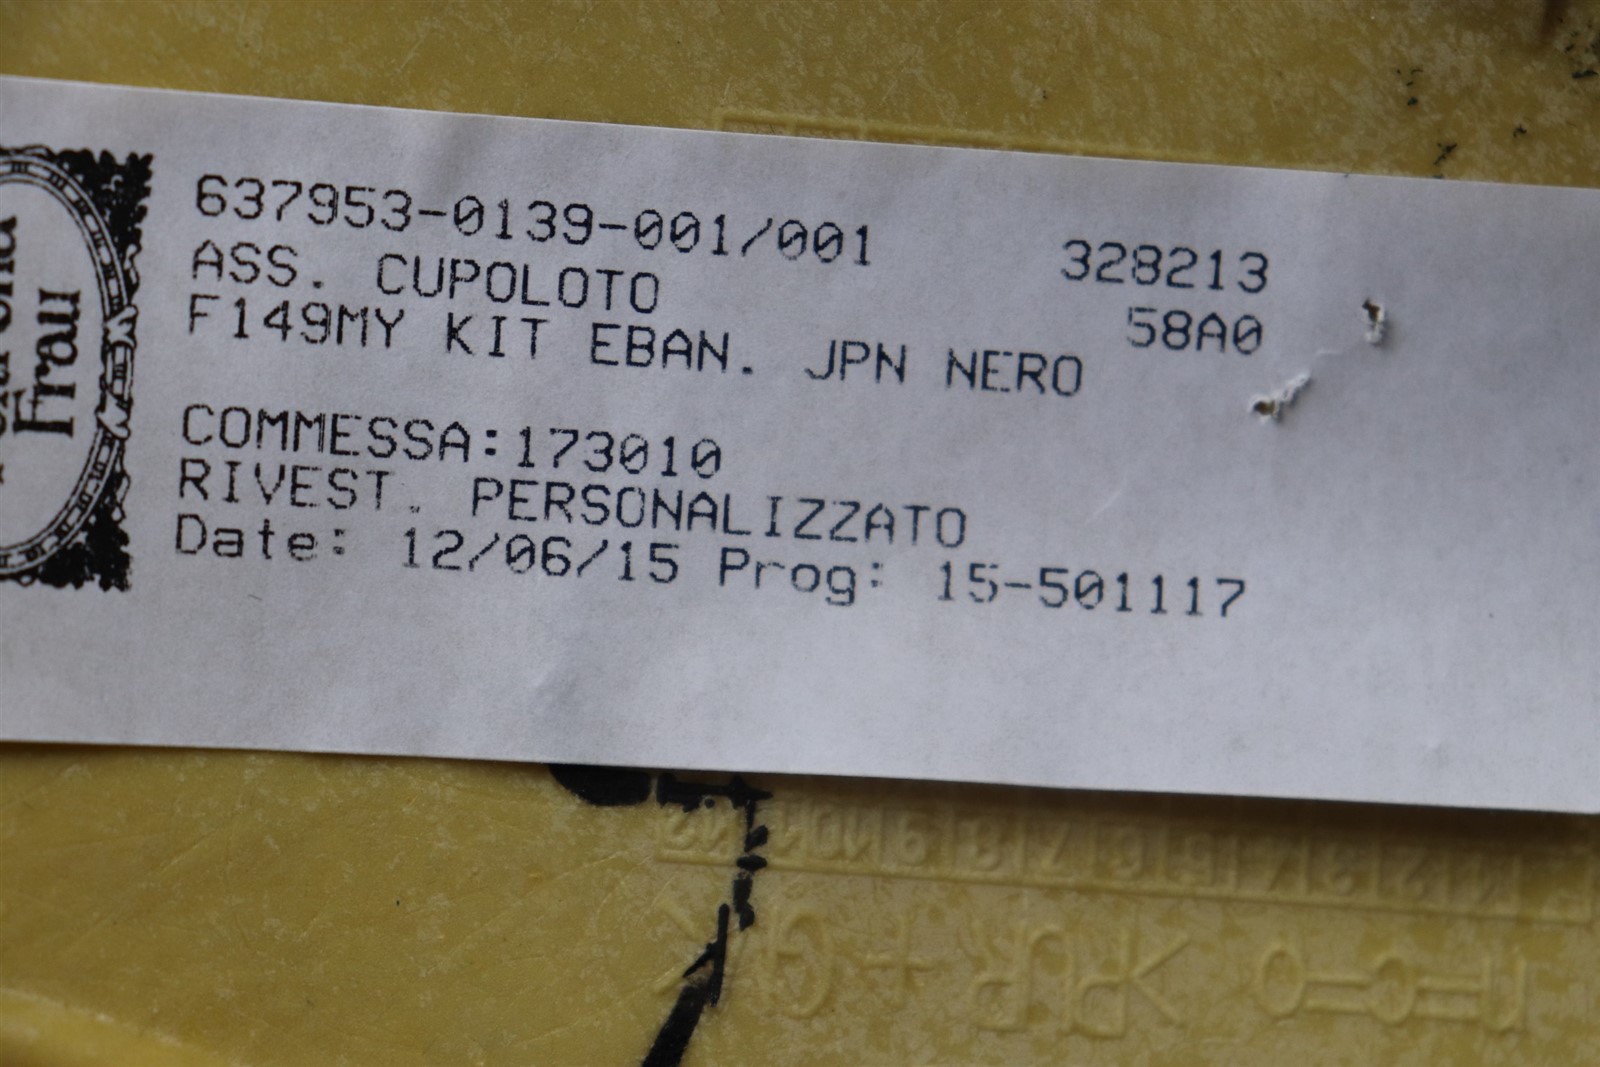 637953-0139-001/001 328213
ASS. CUPOLOTO 58A0
F149MY KIT EBAN. JPN NERO
COMMESSA:173010
RIVEST. PERSONALIZZATO
Date: 12/06/15 Prog: 15-501117
Frau